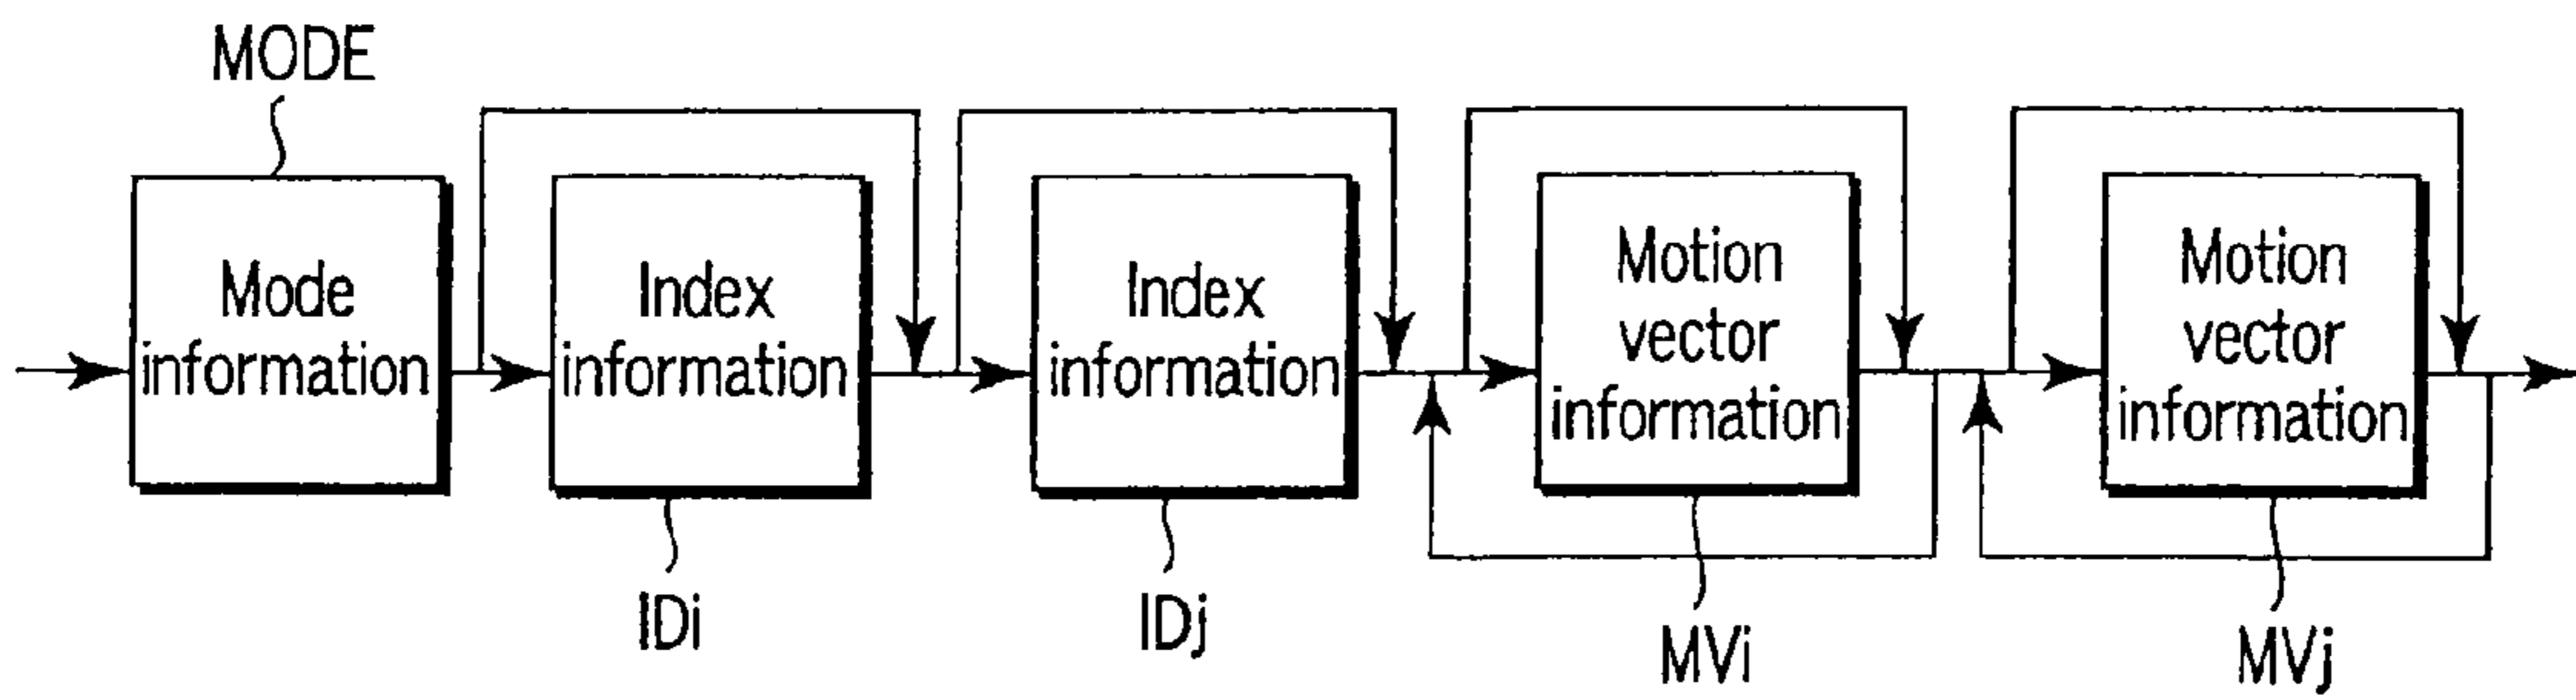 MODE
Mode
information
Index
information
Index
information
Motion
vector
information
Motion
vector
information
IDi
IDj
MVi
MVj